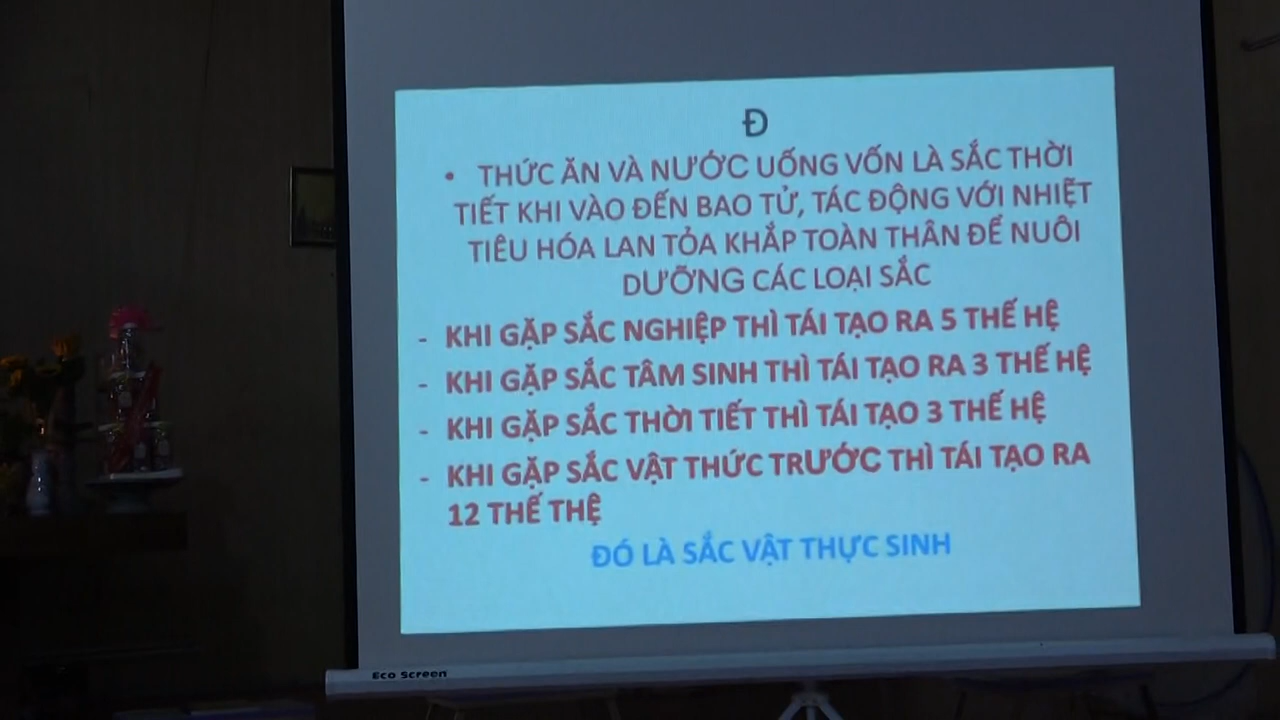 Đ
• THỨC ĂN VÀ NƯỚC UỐNG VỐN LÀ SẮC THỜI
TIẾT KHI VÀO ĐẾN BAO TỬ, TÁC ĐỘNG VỚI NHIỆT
TIÊU HÓA LAN TỎA KHẮP TOÀN THÂN ĐỂ NUÔI
DƯỠNG CÁC LOẠI SẮC
- KHI GẶP SẮC NGHIỆP THÌ TÁI TẠO RA 5 THẾ HỆ
- KHI GẶP SẮC TÂM SINH THÌ TÁI TẠO RA 3 THẾ HỆ
- KHI GẶP SẮC THỜI TIẾT THÌ TÁI TẠO 3 THẾ HỆ
- KHI GẶP SẮC VẬT THỨC TRƯỚC THÌ TÁI TẠO RA
12 THẾ THỆ
ĐÓ LÀ SẮC VẬT THỰC SINH
Eco Screen